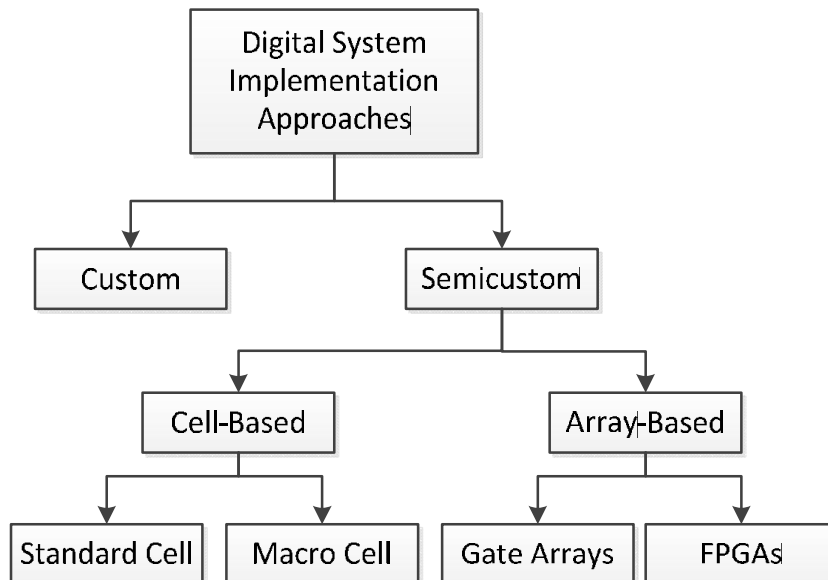 Digital System
Implementation
Approaches
Custom
Semicustom
Cell-Based
Array-Based
Standard Cell
Macro Cell
Gate Arrays
FPGAs